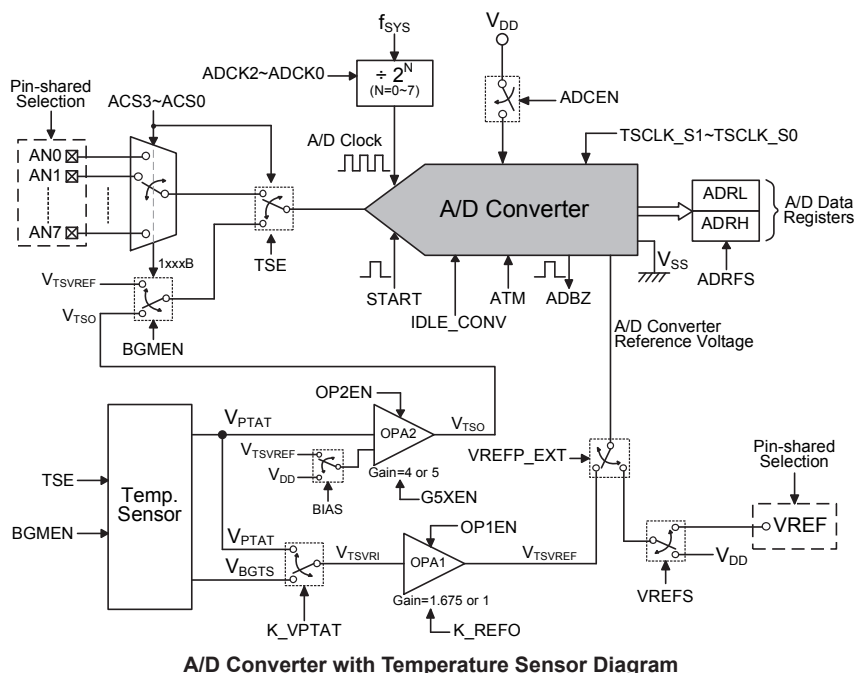 fSYS
VDD
ADCK2~ADCK0
÷ 2N
(N=0~7)
ADCEN
Pin-shared
Selection
ACS3~ACS0
A/D Clock
TSCLK_S1~TSCLK_S0
AN0
AN1
AN7
A/D Converter
ADRL
ADRH
A/D Data
Registers
TSE
1xxxB
VSS
ADRFS
VTSVREF
VTSO
START
ATM
ADBZ
IDLE_CONV
BGMEN
A/D Converter
Reference Voltage
OP2EN
VPTAT
OPA2
VTSO
VTSVREF
VDD
BIAS
Gain=4 or 5
G5XEN
VREFP_EXT
Pin-shared
Selection
TSE
BGMEN
Temp.
Sensor
VREF
VDD
VREFS
OP1EN
VPTAT
VBGTS
VTSVRI
OPA1
VTSVREF
Gain=1.675 or 1
K_VPTAT
K_REFO
A/D Converter with Temperature Sensor Diagram